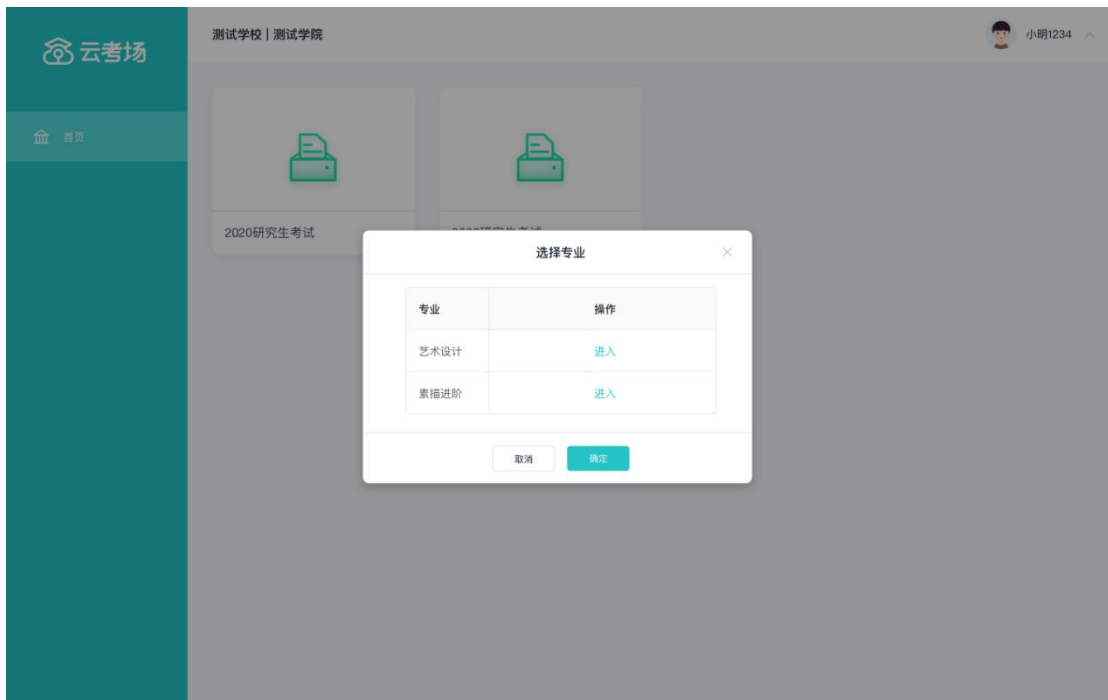 云考场
测试学校 | 测试学院
小明1234
首页
2020研究生考试
选择专业
专业 操作
艺术设计 进入
素描进阶 进入
取消 确定